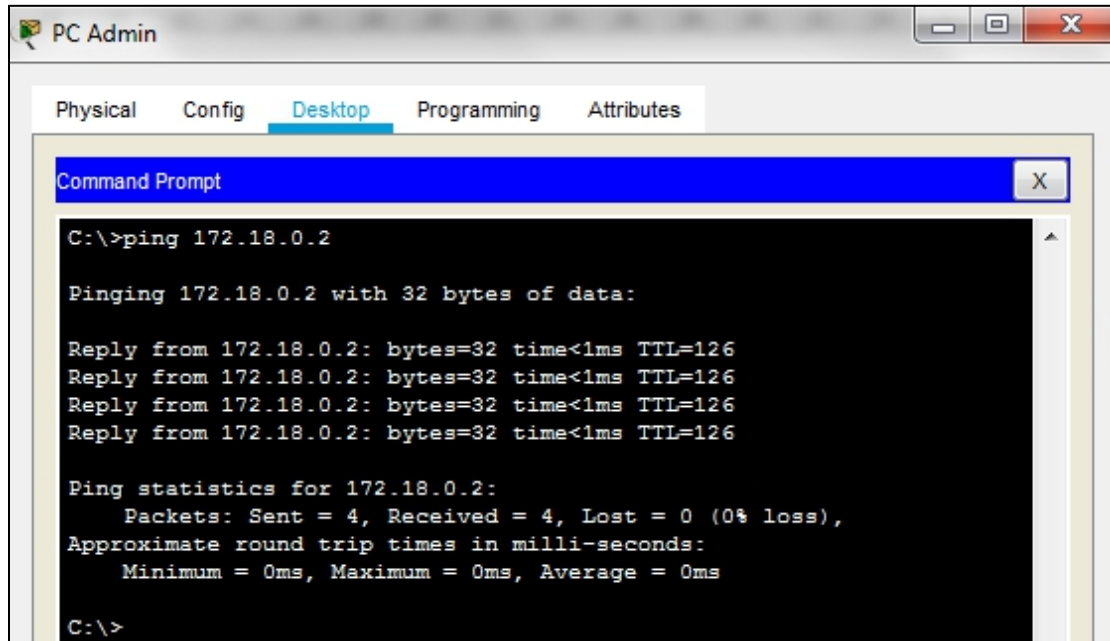 PC Admin
X
Physical Config Desktop Programming Attributes
Command Prompt X
C:\>ping 172.18.0.2
Pinging 172.18.0.2 with 32 bytes of data:
Reply from 172.18.0.2: bytes=32 time<1ms TTL=126
Reply from 172.18.0.2: bytes=32 time<1ms TTL=126
Reply from 172.18.0.2: bytes=32 time<1ms TTL=126
Reply from 172.18.0.2: bytes=32 time<1ms TTL=126
Ping statistics for 172.18.0.2:
Packets: Sent = 4, Received = 4, Lost = 0 (0% loss),
Approximate round trip times in milli-seconds:
Minimum = 0ms, Maximum = 0ms, Average = 0ms
C:\>